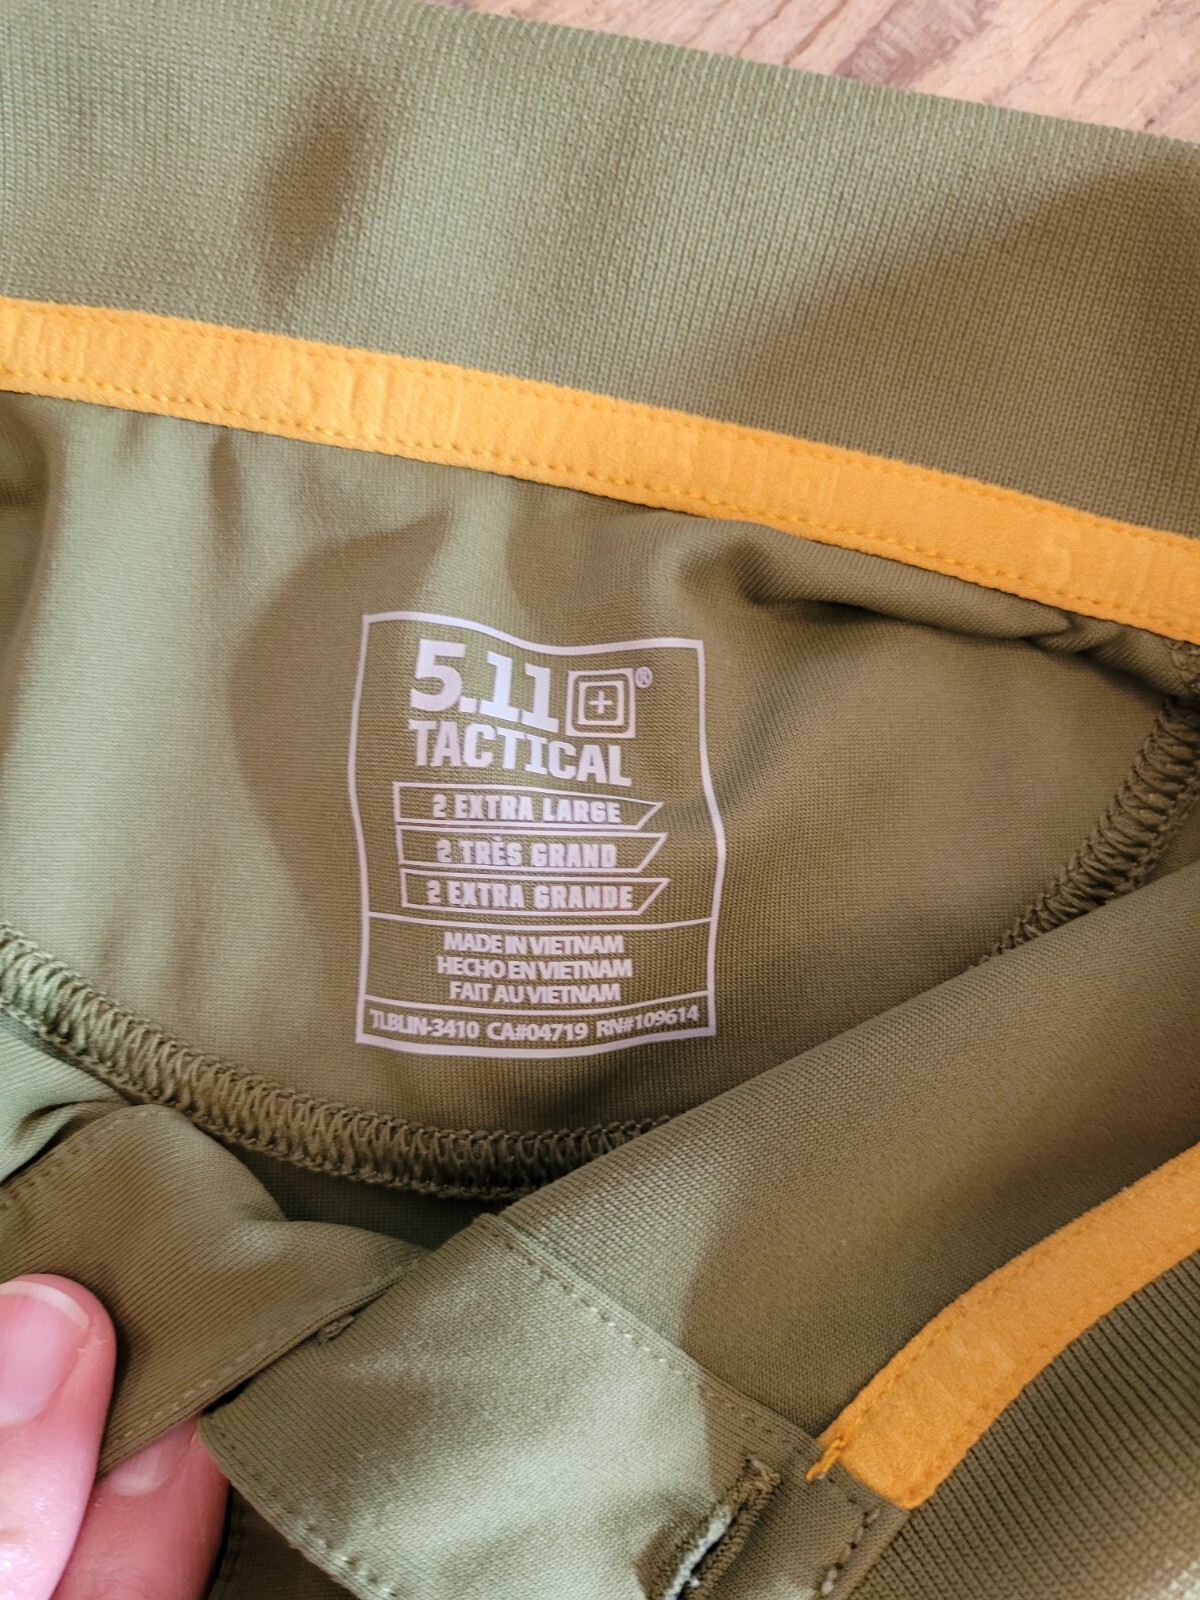 5.11®
TACTICAL
2 EXTRA LARGE
2 TRÈS GRAND
2 EXTRA GRANDE
MADE IN VIETNAM
HECHO EN VIETNAM
FAIT AU VIETNAM
TLBLIN-3410 CA#04719 RN#109614